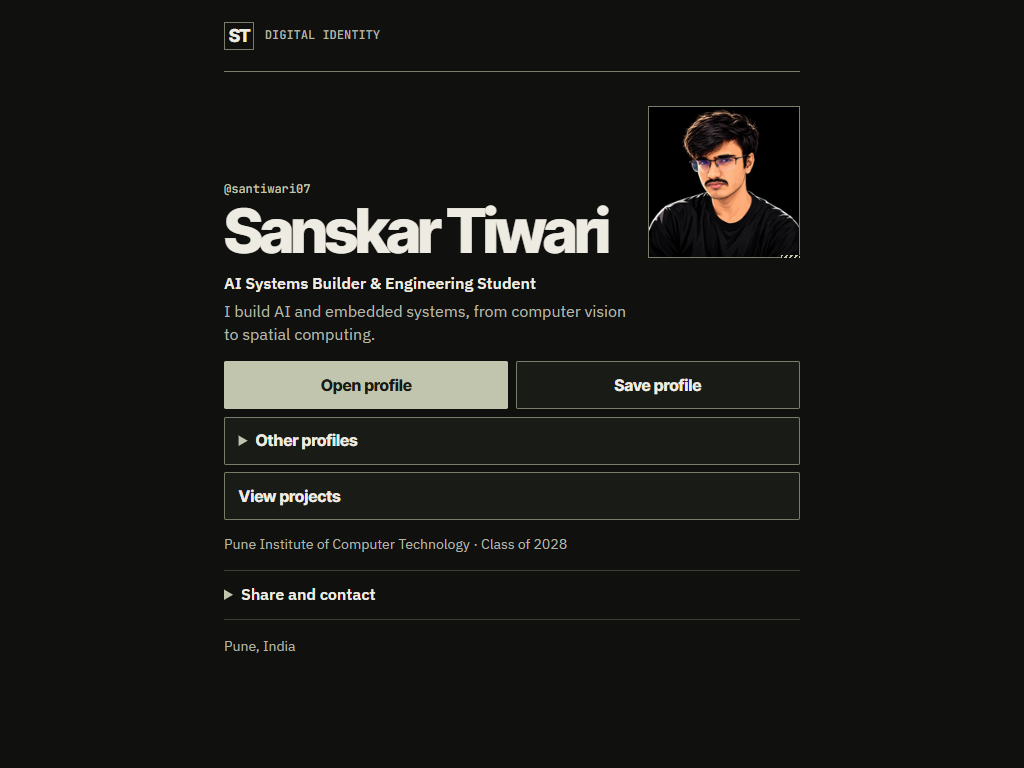 ST DIGITAL IDENTITY
@santiwari07
Sanskar Tiwari
AI Systems Builder & Engineering Student
I build AI and embedded systems, from computer vision
to spatial computing.
Open profile
Save profile
Other profiles
View projects
Pune Institute of Computer Technology · Class of 2028
Share and contact
Pune, India